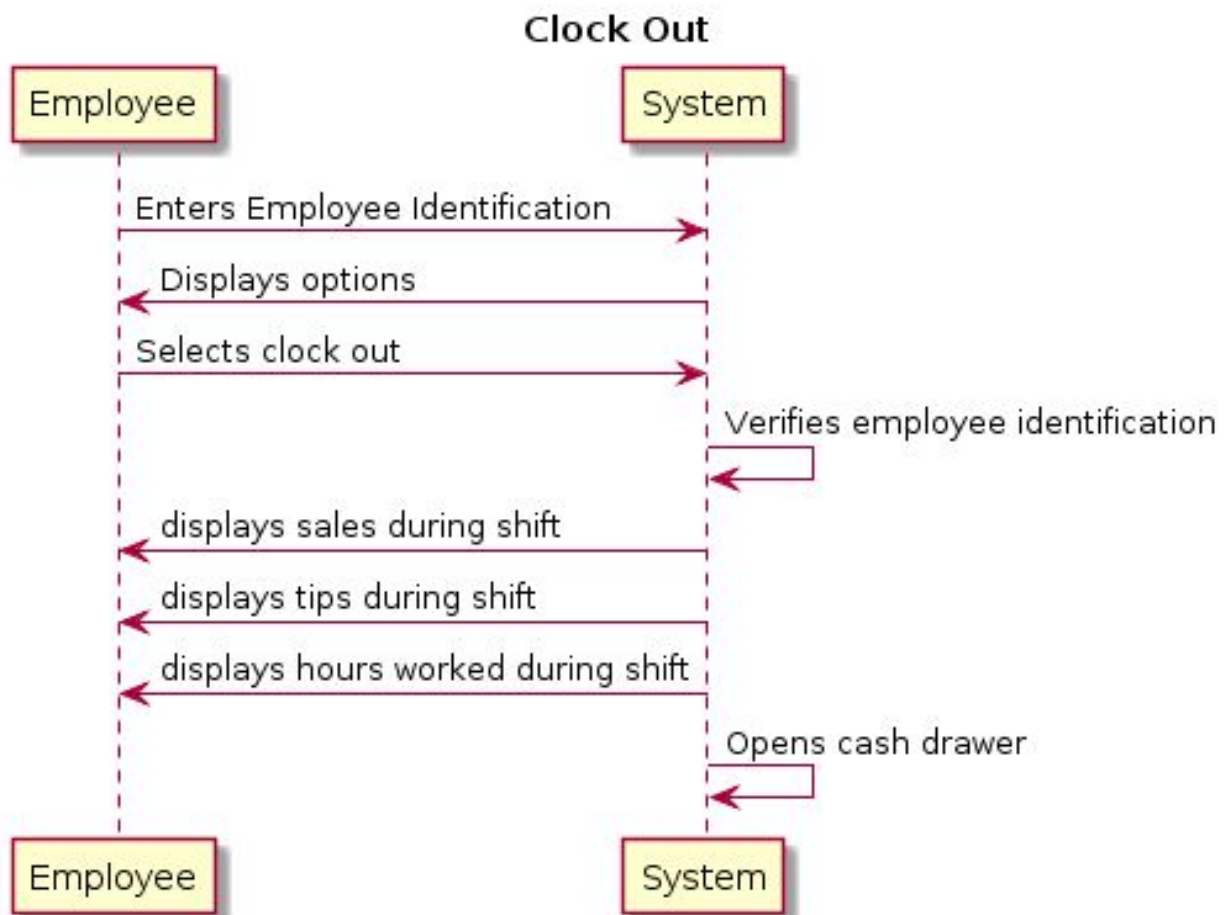 Clock Out
Employee
System
Enters Employee Identification
Displays options
Selects clock out
Verifies employee identification
displays sales during shift
displays tips during shift
displays hours worked during shift
Opens cash drawer
Employee
System